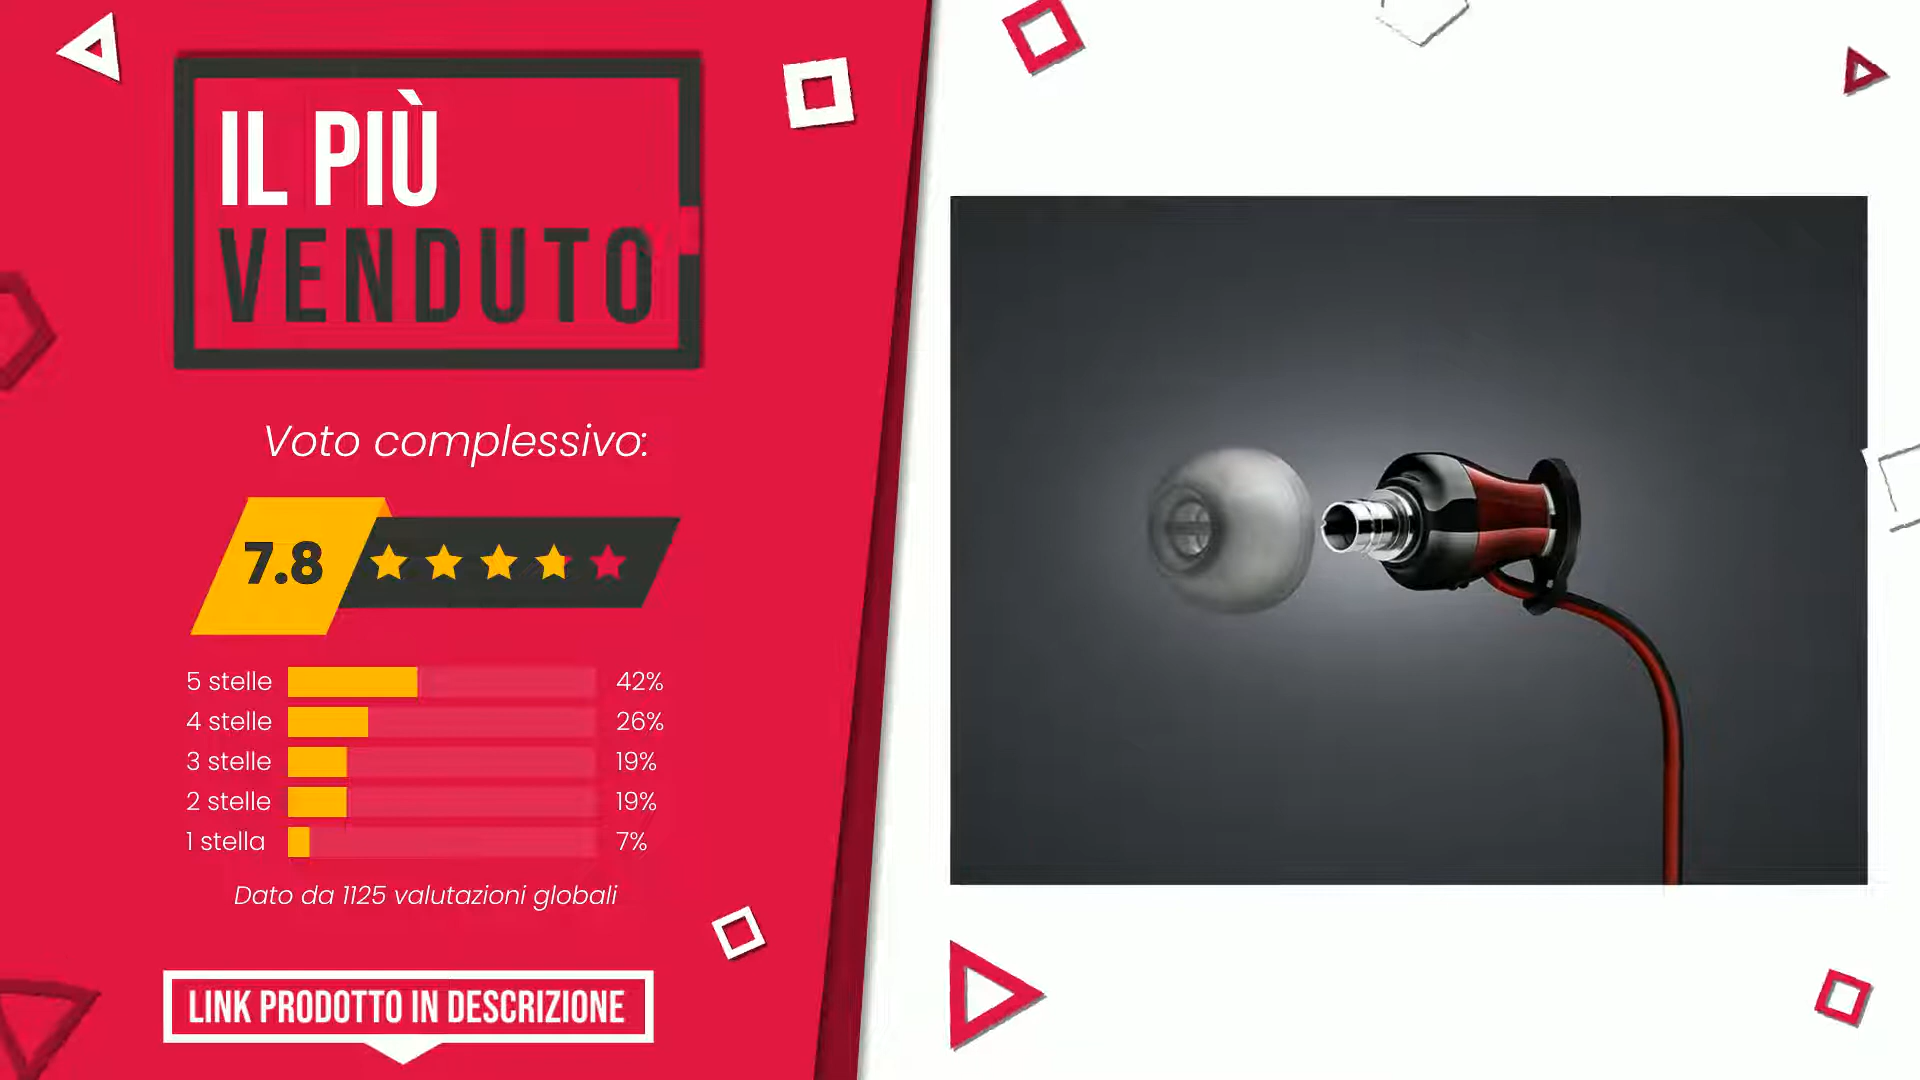 IL PIÙ
VENDUTO
Voto complessivo:
7.8
5 stelle 42%
4 stelle 26%
3 stelle 19%
2 stelle 19%
1 stella 7%
Dato da 1125 valutazioni globali
LINK PRODOTTO IN DESCRIZIONE